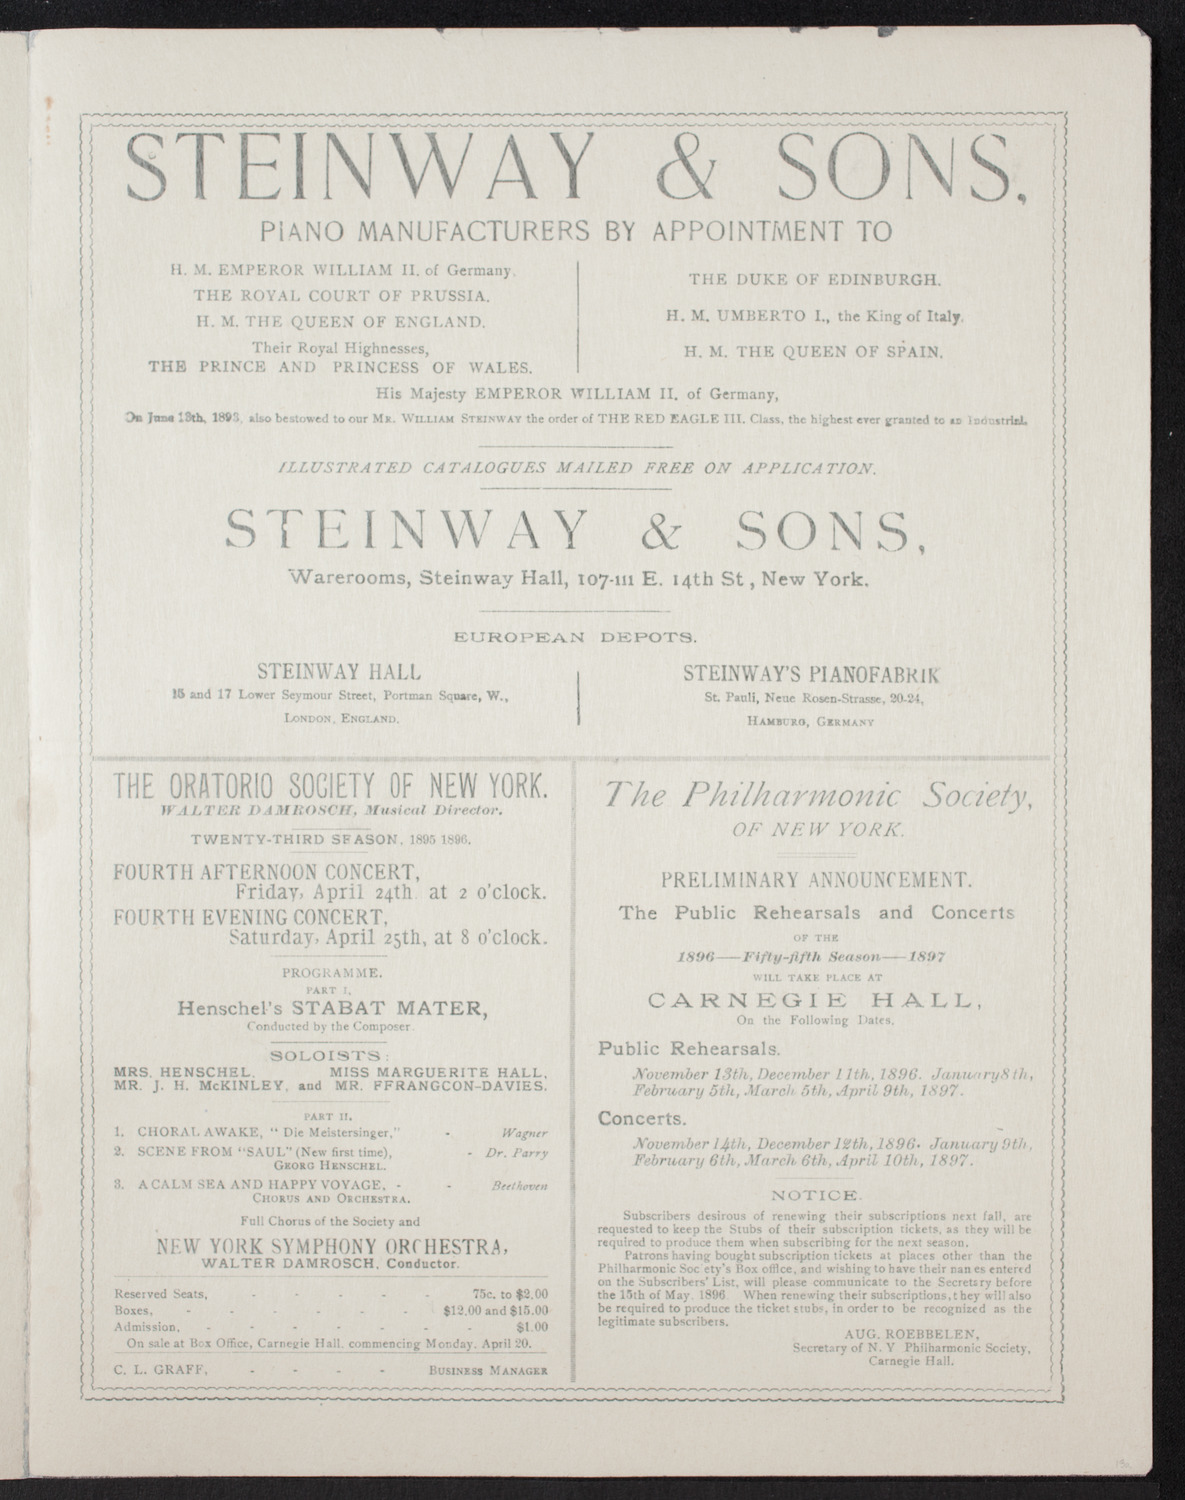 STEINWAY & SONS,
PIANO MANUFACTURERS BY APPOINTMENT TO
H. M. EMPEROR WILLIAM II. of Germany.
THE ROYAL COURT OF PRUSSIA.
H. M. THE QUEEN OF ENGLAND.
Their Royal Highnesses,
THE PRINCE AND PRINCESS OF WALES.
THE DUKE OF EDINBURGH.
H. M. UMBERTO I., the King of Italy.
H. M. THE QUEEN OF SPAIN.
His Majesty EMPEROR WILLIAM II. of Germany,
On June 13th, 1893, also bestowed to our MR. WILLIAM STEINWAY the order of THE RED EAGLE III. Class, the highest ever granted to an Industrial.
ILLUSTRATED CATALOGUES MAILED FREE ON APPLICATION.
STEINWAY & SONS,
Warerooms, Steinway Hall, 107-111 E. 14th St, New York.
EUROPEAN DEPOTS.
STEINWAY HALL
15 and 17 Lower Seymour Street, Portman Square, W.,
LONDON, ENGLAND.
STEINWAY'S PIANOFABRIK
St. Pauli, Neue Rosen-Strasse, 20-24,
HAMBURG, GERMANY
THE ORATORIO SOCIETY OF NEW YORK.
WALTER DAMROSCH, Musical Director.
TWENTY-THIRD SEASON, 1895 1896.
FOURTH AFTERNOON CONCERT,
Friday, April 24th. at 2 o'clock.
FOURTH EVENING CONCERT,
Saturday, April 25th, at 8 o'clock.
PROGRAMME.
PART I.
Henschel's STABAT MATER,
Conducted by the Composer.
SOLOISTS:
MRS. HENSCHEL. MISS MARGUERITE HALL,
MR. J. H. McKINLEY, and MR. FFRANGCON-DAVIES.
PART II.
1. CHORAL AWAKE, "Die Meistersinger," - Wagner
2. SCENE FROM "SAUL" (New first time), - Dr. Parry
GEORG HENSCHEL.
3. A CALM SEA AND HAPPY VOYAGE, - - Beethoven
CHORUS AND ORCHESTRA.
Full Chorus of the Society and
NEW YORK SYMPHONY ORCHESTRA,
WALTER DAMROSCH, Conductor.
Reserved Seats, - - - - - 75c. to $2.00
Boxes, - - - - - - $12.00 and $15.00
Admission, - - - - - - - $1.00
On sale at Box Office, Carnegie Hall, commencing Monday, April 20.
C. L. GRAFF, - - - - BUSINESS MANAGER
The Philharmonic Society,
OF NEW YORK.
PRELIMINARY ANNOUNCEMENT.
The Public Rehearsals and Concerts
OF THE
1896—Fifty-fifth Season—1897
WILL TAKE PLACE AT
CARNEGIE HALL,
On the Following Dates,
Public Rehearsals.
November 13th, December 11th, 1896. January 8th,
February 5th, March 5th, April 9th, 1897.
Concerts.
November 14th, December 12th, 1896. January 9th,
February 6th, March 6th, April 10th, 1897.
NOTICE.
Subscribers desirous of renewing their subscriptions next fall, are
requested to keep the Stubs of their subscription tickets, as they will be
required to produce them when subscribing for the next season.
Patrons having bought subscription tickets at places other than the
Philharmonic Soc ety's Box office, and wishing to have their nan es entered
on the Subscribers' List, will please communicate to the Secretsry before
the 15th of May. 1896 When renewing their subscriptions, they will also
be required to produce the ticket stubs, in order to be recognized as the
legitimate subscribers.
AUG. ROEBBELEN,
Secretary of N. Y Philharmonic Society,
Carnegie Hall.